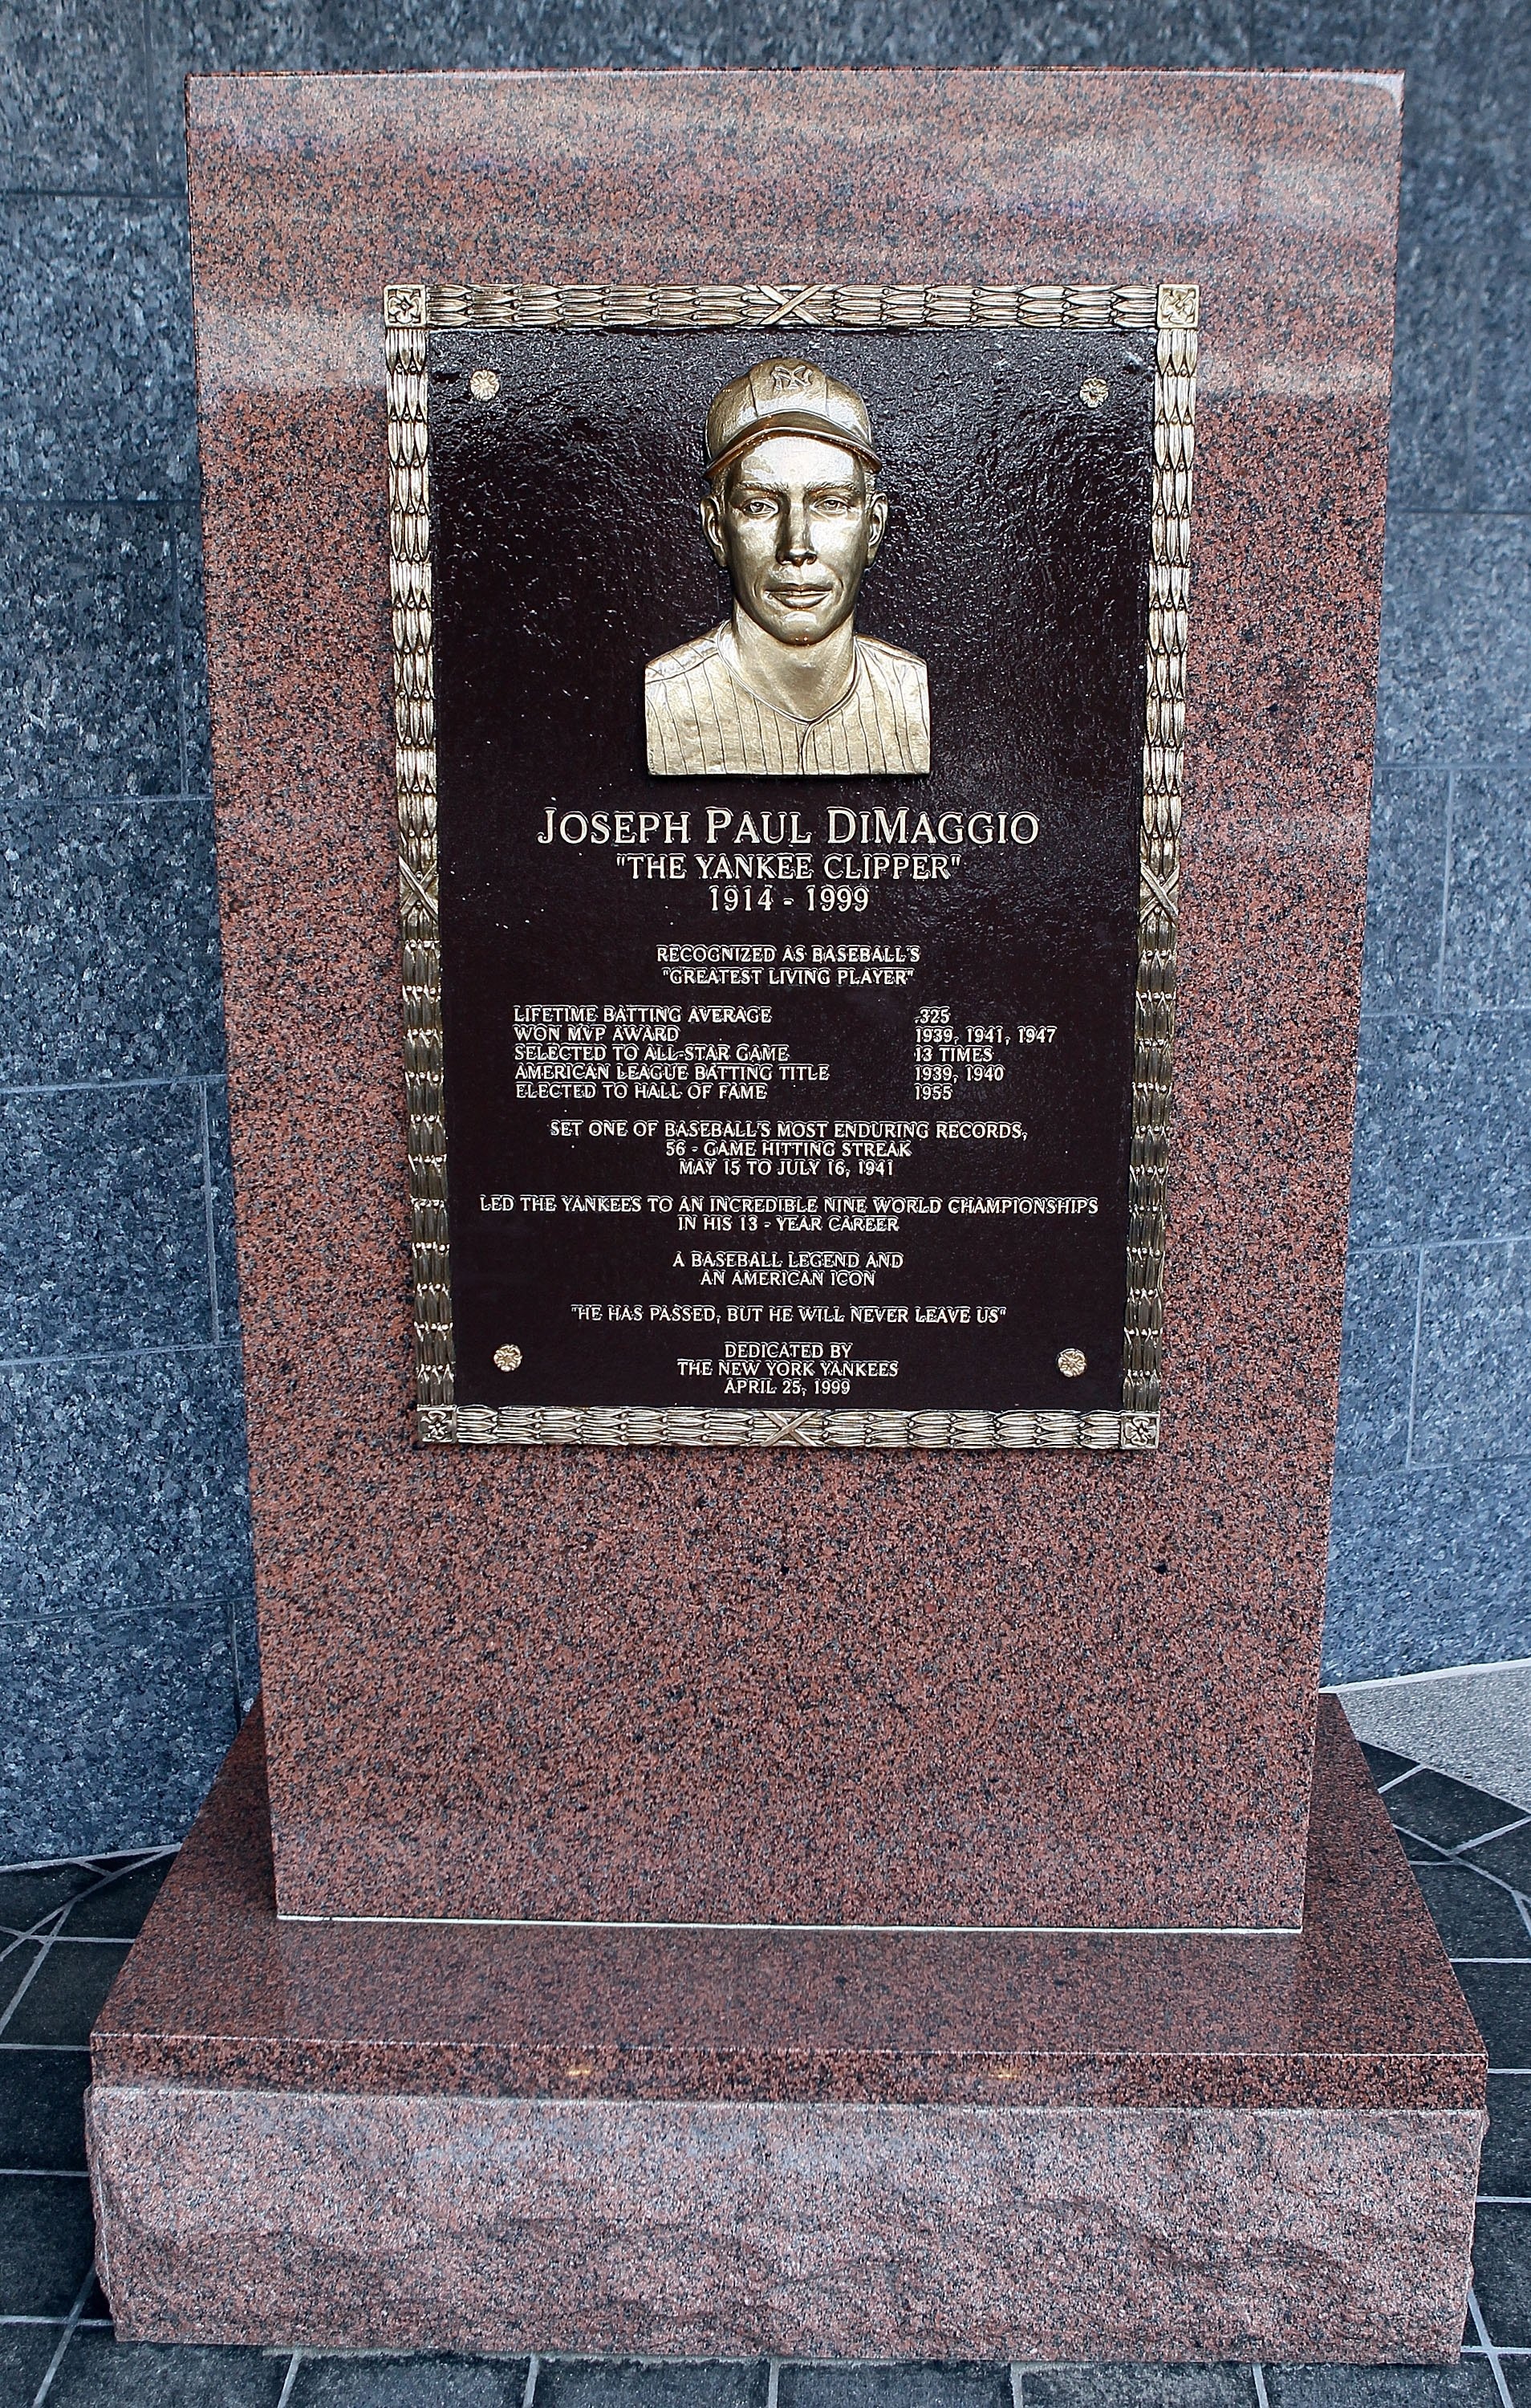 NY
JOSEPH PAUL DIMAGGIO
"THE YANKEE CLIPPER"
1914 - 1999
RECOGNIZED AS BASEBALL'S
"GREATEST LIVING PLAYER"
LIFETIME BATTING AVERAGE .325
WON MVP AWARD 1939, 1941, 1947
SELECTED TO ALL-STAR GAME 13 TIMES
AMERICAN LEAGUE BATTING TITLE 1939, 1940
ELECTED TO HALL OF FAME 1955
SET ONE OF BASEBALL'S MOST ENDURING RECORDS,
56 - GAME HITTING STREAK
MAY 15 TO JULY 16, 1941
LED THE YANKEES TO AN INCREDIBLE NINE WORLD CHAMPIONSHIPS
IN HIS 13 - YEAR CAREER
A BASEBALL LEGEND AND
AN AMERICAN ICON
"HE HAS PASSED, BUT HE WILL NEVER LEAVE US"
DEDICATED BY
THE NEW YORK YANKEES
APRIL 25, 1999